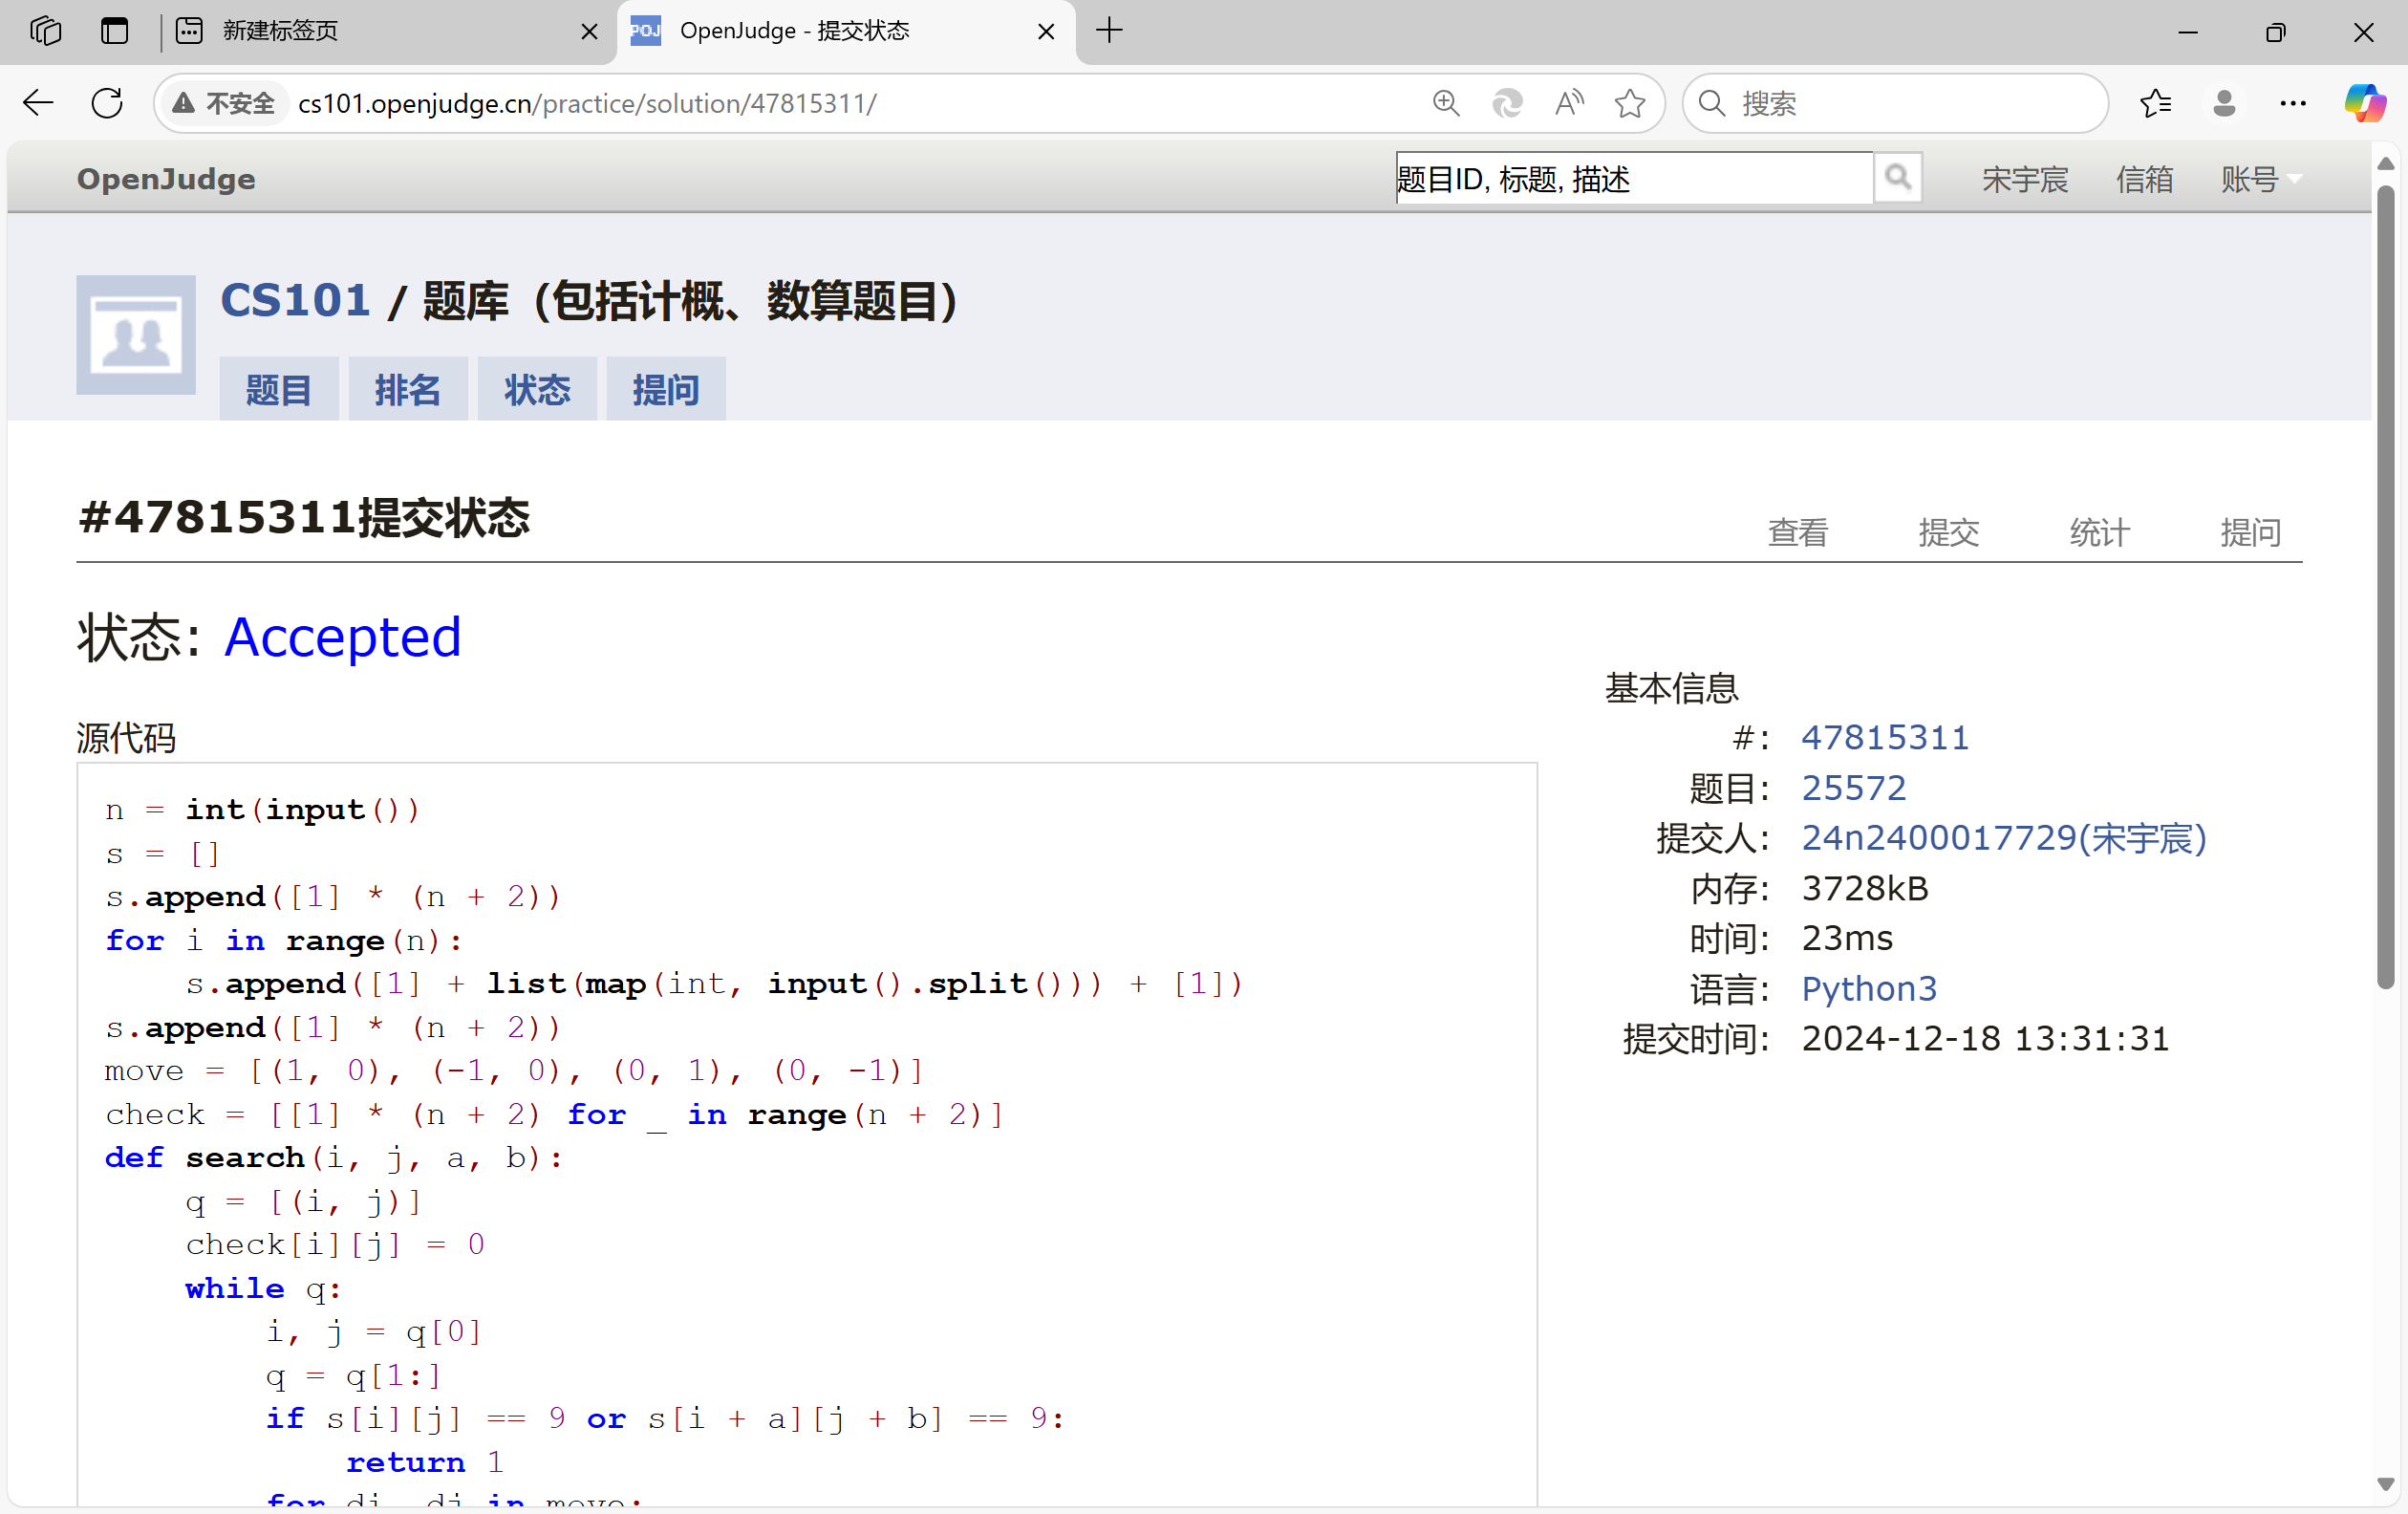 新建标签页
POJ OpenJudge - 提交状态
不安全 cs101.openjudge.cn/practice/solution/47815311/
搜索
OpenJudge
题目ID, 标题, 描述
宋宇宸 信箱 账号
CS101 / 题库（包括计概、数算题目）
题目 排名 状态 提问
#47815311提交状态
查看 提交 统计 提问
状态: Accepted
源代码
n = int(input())
s = []
s.append([1] * (n + 2))
for i in range(n):
    s.append([1] + list(map(int, input().split())) + [1])
s.append([1] * (n + 2))
move = [(1, 0), (-1, 0), (0, 1), (0, -1)]
check = [[1] * (n + 2) for _ in range(n + 2)]
def search(i, j, a, b):
    q = [(i, j)]
    check[i][j] = 0
    while q:
        i, j = q[0]
        q = q[1:]
        if s[i][j] == 9 or s[i + a][j + b] == 9:
            return 1
        for di, dj in move:
基本信息
#: 47815311
题目: 25572
提交人: 24n2400017729(宋宇宸)
内存: 3728kB
时间: 23ms
语言: Python3
提交时间: 2024-12-18 13:31:31